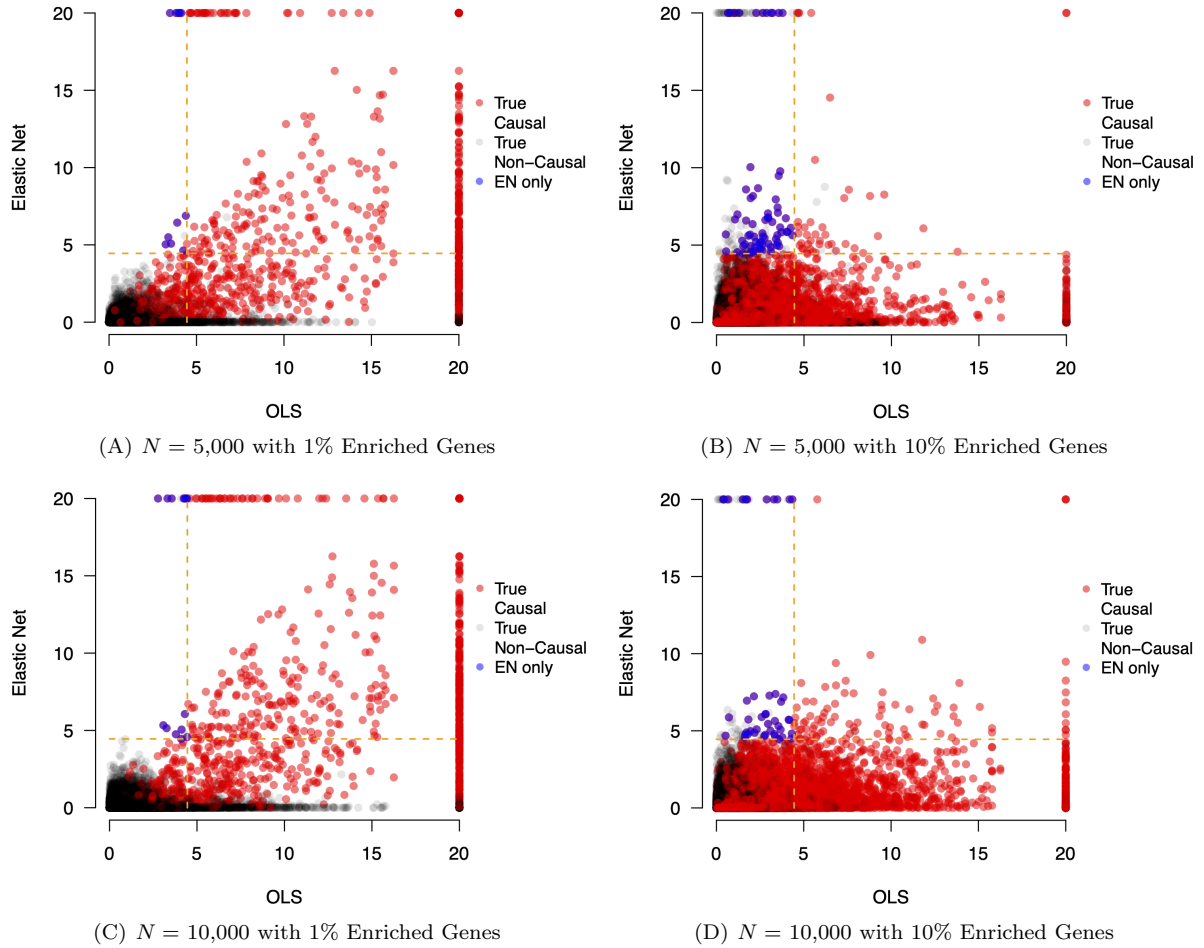 20
15
10
5
0
Elastic Net
0 5 10 15 20
OLS
True
Causal
True
Non−Causal
EN only
(A) N = 5,000 with 1% Enriched Genes
20
15
10
5
0
Elastic Net
0 5 10 15 20
OLS
True
Causal
True
Non−Causal
EN only
(B) N = 5,000 with 10% Enriched Genes
20
15
10
5
0
Elastic Net
0 5 10 15 20
OLS
True
Causal
True
Non−Causal
EN only
(C) N = 10,000 with 1% Enriched Genes
20
15
10
5
0
Elastic Net
0 5 10 15 20
OLS
True
Causal
True
Non−Causal
EN only
(D) N = 10,000 with 10% Enriched Genes